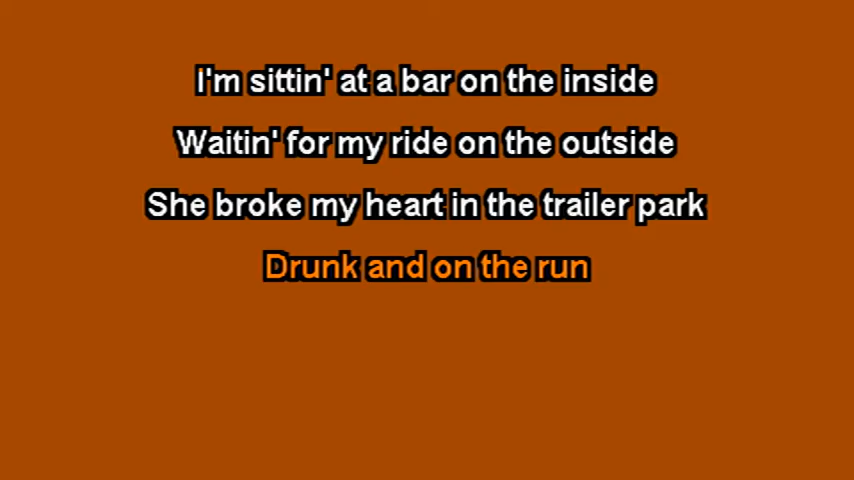 I'm sittin' at a bar on the inside
Waitin' for my ride on the outside
She broke my heart in the trailer park
Drunk and on the run